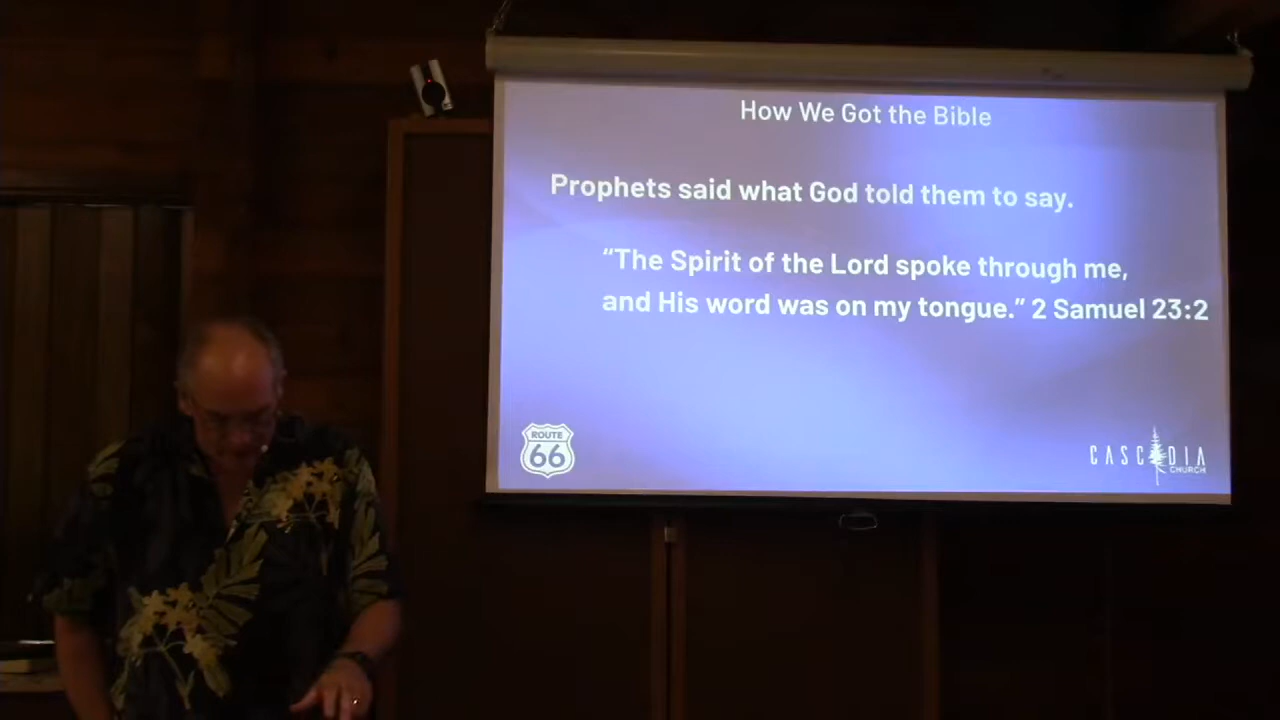 How We Got the Bible
Prophets said what God told them to say.
“The Spirit of the Lord spoke through me,
and His word was on my tongue.” 2 Samuel 23:2
ROUTE
66
CASCADIA
CHURCH